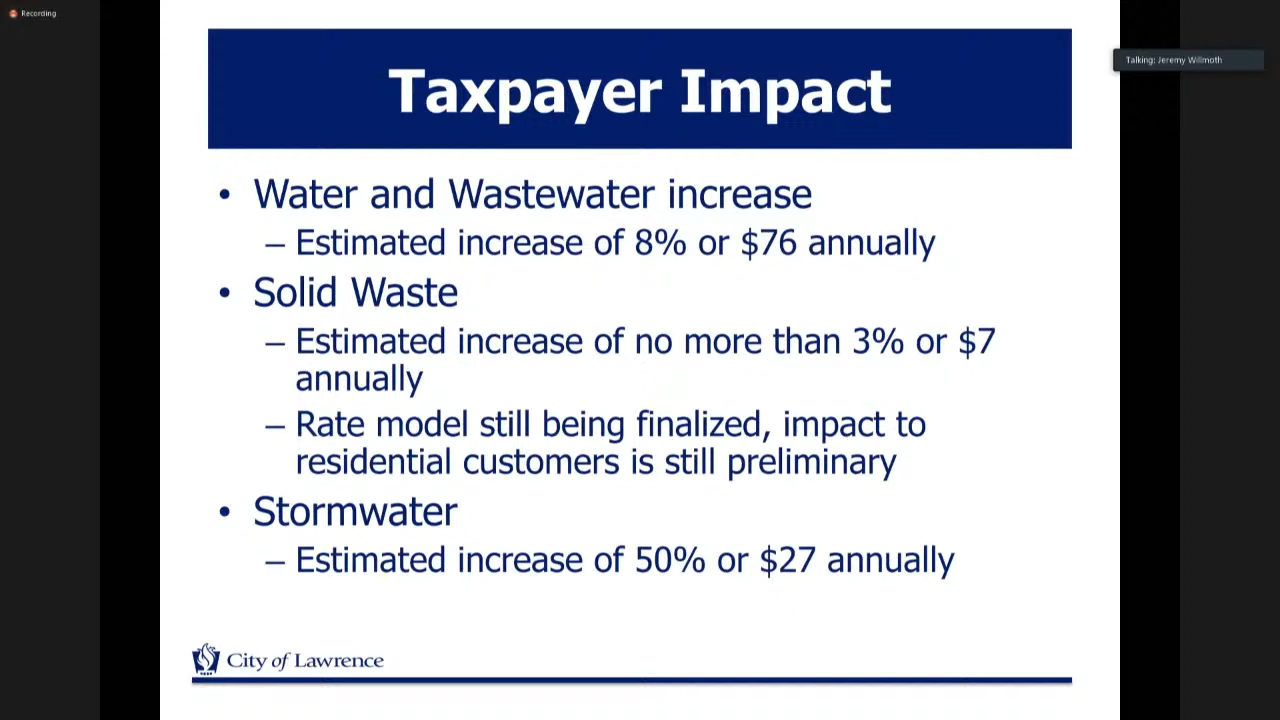 Recording
Talking: Jeremy Willmoth
Taxpayer Impact
• Water and Wastewater increase
– Estimated increase of 8% or $76 annually
• Solid Waste
– Estimated increase of no more than 3% or $7
annually
– Rate model still being finalized, impact to
residential customers is still preliminary
• Stormwater
– Estimated increase of 50% or $27 annually
City of Lawrence